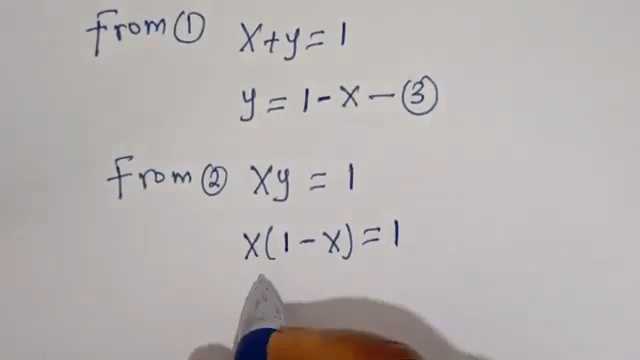 From ① x+y=1
y=1-x-③
From ② xy=1
x(1-x)=1